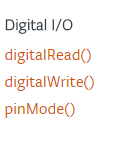 Digital I/O
digitalRead()
digitalWrite()
pinMode()